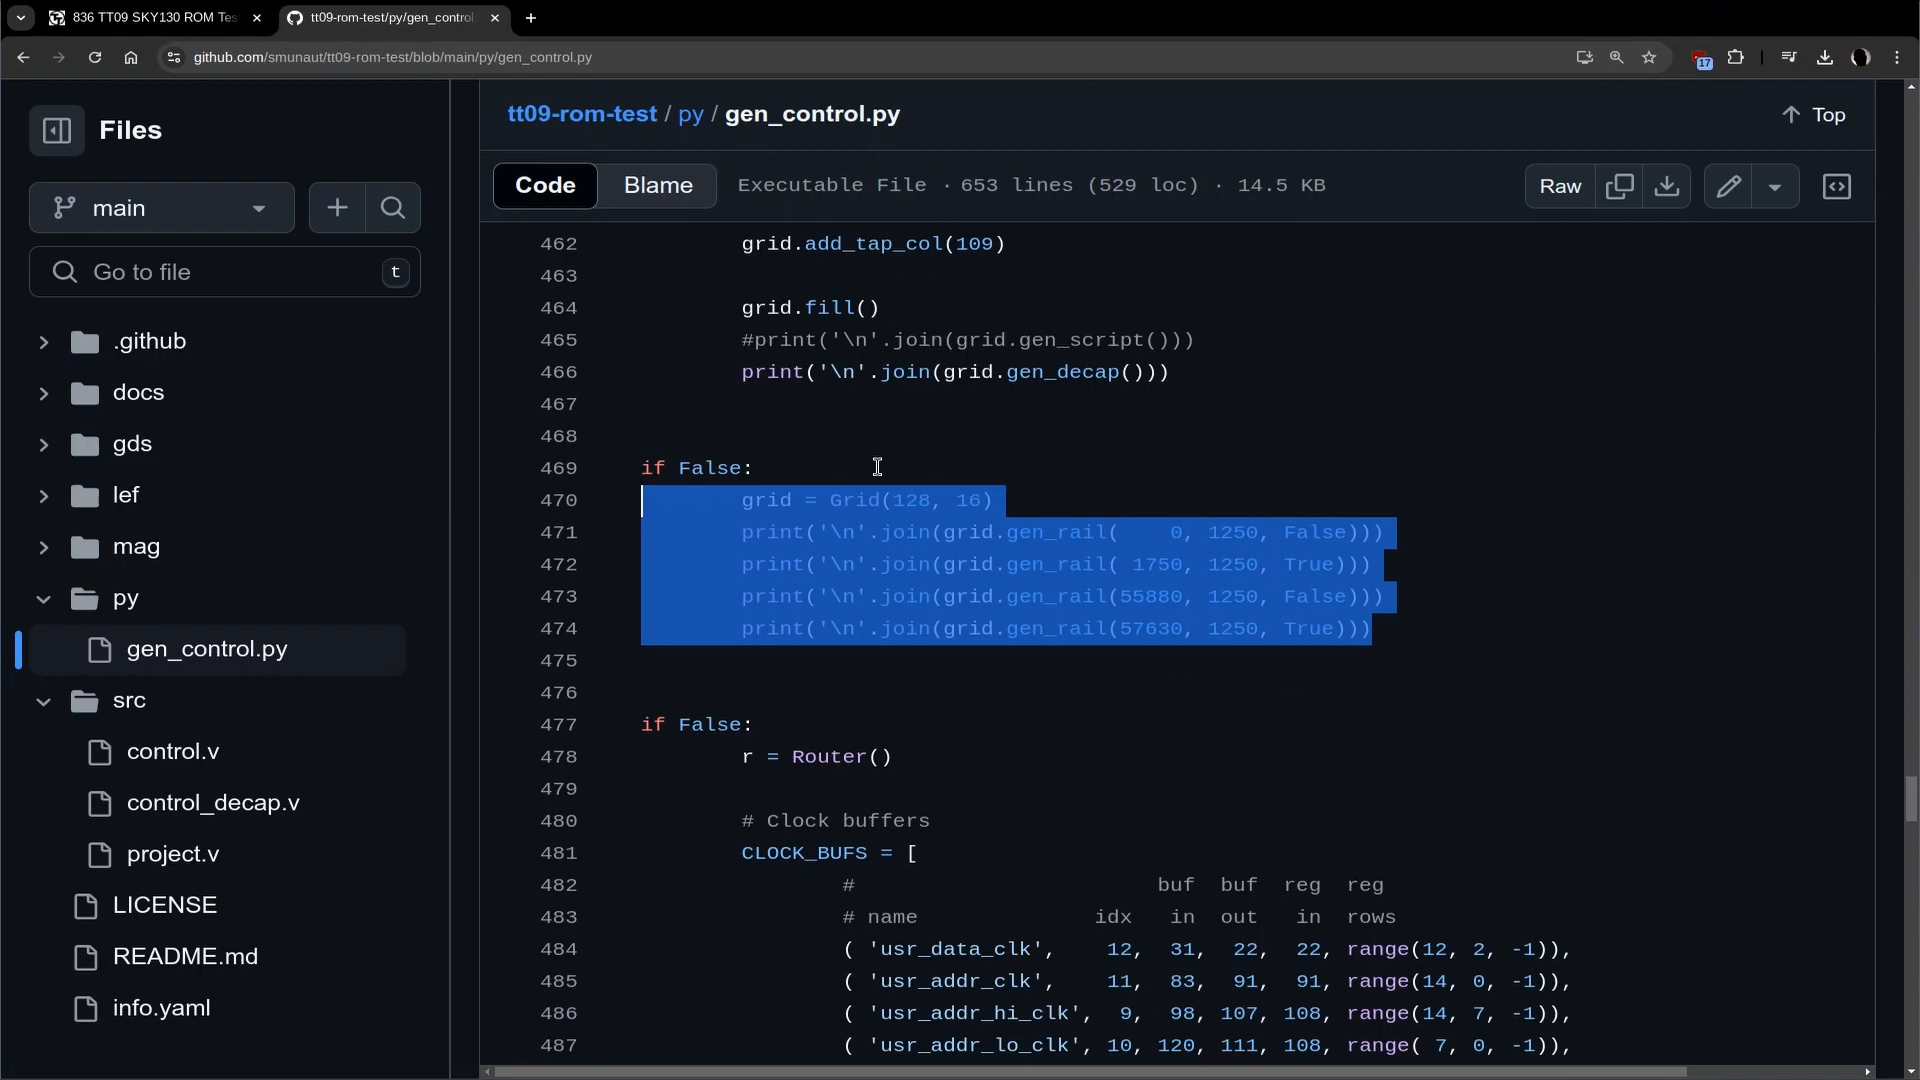 836 TT09 SKY130 ROM Tes
tt09-rom-test/py/gen_control
github.com/smunaut/tt09-rom-test/blob/main/py/gen_control.py
17
Files
main
Go to file
t
.github
docs
gds
lef
mag
py
gen_control.py
src
control.v
control_decap.v
project.v
LICENSE
README.md
info.yaml
tt09-rom-test / py / gen_control.py
Top
Code
Blame
Executable File · 653 lines (529 loc) · 14.5 KB
Raw
462 grid.add_tap_col(109)
463
464 grid.fill()
465 #print('\n'.join(grid.gen_script()))
466 print('\n'.join(grid.gen_decap()))
467
468
469 if False:
470 grid = Grid(128, 16)
471 print('\n'.join(grid.gen_rail(    0, 1250, False)))
472 print('\n'.join(grid.gen_rail( 1750, 1250, True)))
473 print('\n'.join(grid.gen_rail(55880, 1250, False)))
474 print('\n'.join(grid.gen_rail(57630, 1250, True)))
475
476
477 if False:
478 r = Router()
479
480 # Clock buffers
481 CLOCK_BUFS = [
482 # buf buf reg reg
483 # name idx in out in rows
484 ( 'usr_data_clk', 12, 31, 22, 22, range(12, 2, -1)),
485 ( 'usr_addr_clk', 11, 83, 91, 91, range(14, 0, -1)),
486 ( 'usr_addr_hi_clk', 9, 98, 107, 108, range(14, 7, -1)),
487 ( 'usr_addr_lo_clk', 10, 120, 111, 108, range( 7, 0, -1)),